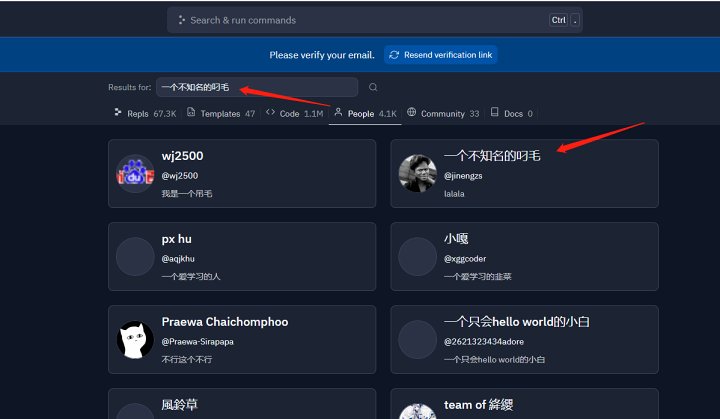 Search & run commands
Ctrl .
Please verify your email. Resend verification link
Results for: 一个不知名的叼毛
Repls 67.3K Templates 47 Code 1.1M People 4.1K Community 33 Docs 0
wj2500
@wj2500
我是一个吊毛
一个不知名的叼毛
@jinengzs
lalala
px hu
@aqjkhu
一个爱学习的人
小嘎
@xggcoder
一个爱学习的韭菜
Praewa Chaichomphoo
@Praewa-Sirapapa
不行这个不行
一个只会hello world的小白
@2621323434adore
一个只会hello world的小白
風鈴草
team of 絳纓